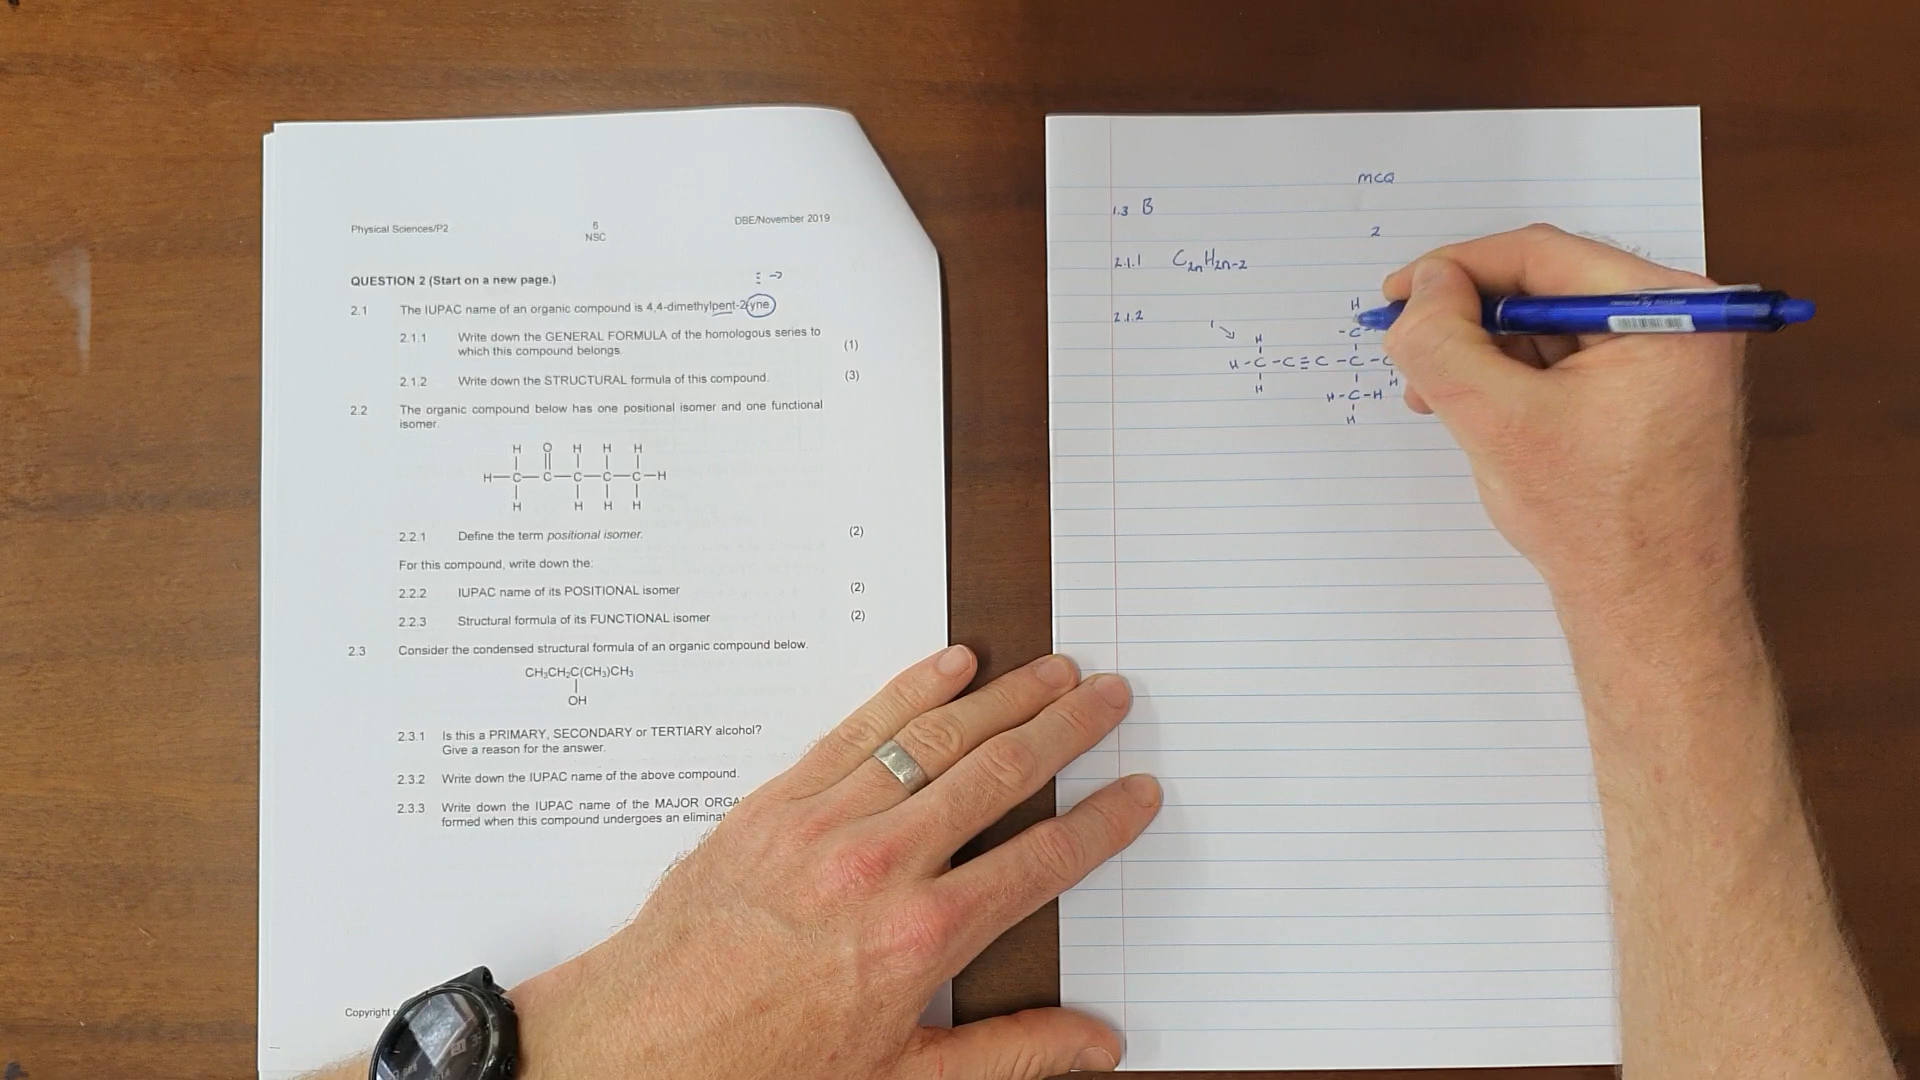 Physical Sciences/P2
6
NSC
DBE/November 2019
QUESTION 2 (Start on a new page.)
2.1 The IUPAC name of an organic compound is 4,4-dimethylpent-2-yne.
2.1.1 Write down the GENERAL FORMULA of the homologous series to
which this compound belongs. (1)
2.1.2 Write down the STRUCTURAL formula of this compound. (3)
2.2 The organic compound below has one positional isomer and one functional
isomer.
H O H H H
H—C—C—C—C—C—H
H H H H
2.2.1 Define the term positional isomer. (2)
For this compound, write down the:
2.2.2 IUPAC name of its POSITIONAL isomer (2)
2.2.3 Structural formula of its FUNCTIONAL isomer (2)
2.3 Consider the condensed structural formula of an organic compound below.
CH₃CH₂C(CH₃)CH₃
OH
2.3.1 Is this a PRIMARY, SECONDARY or TERTIARY alcohol?
Give a reason for the answer.
2.3.2 Write down the IUPAC name of the above compound.
2.3.3 Write down the IUPAC name of the MAJOR ORGA
formed when this compound undergoes an eliminat
Copyright
MCQ
1.3 B
2
2.1.1 C2nH2n-2
2.1.2
1
H
-C-
H
H-C-C≡C-C-C
H H
H-C-H
H